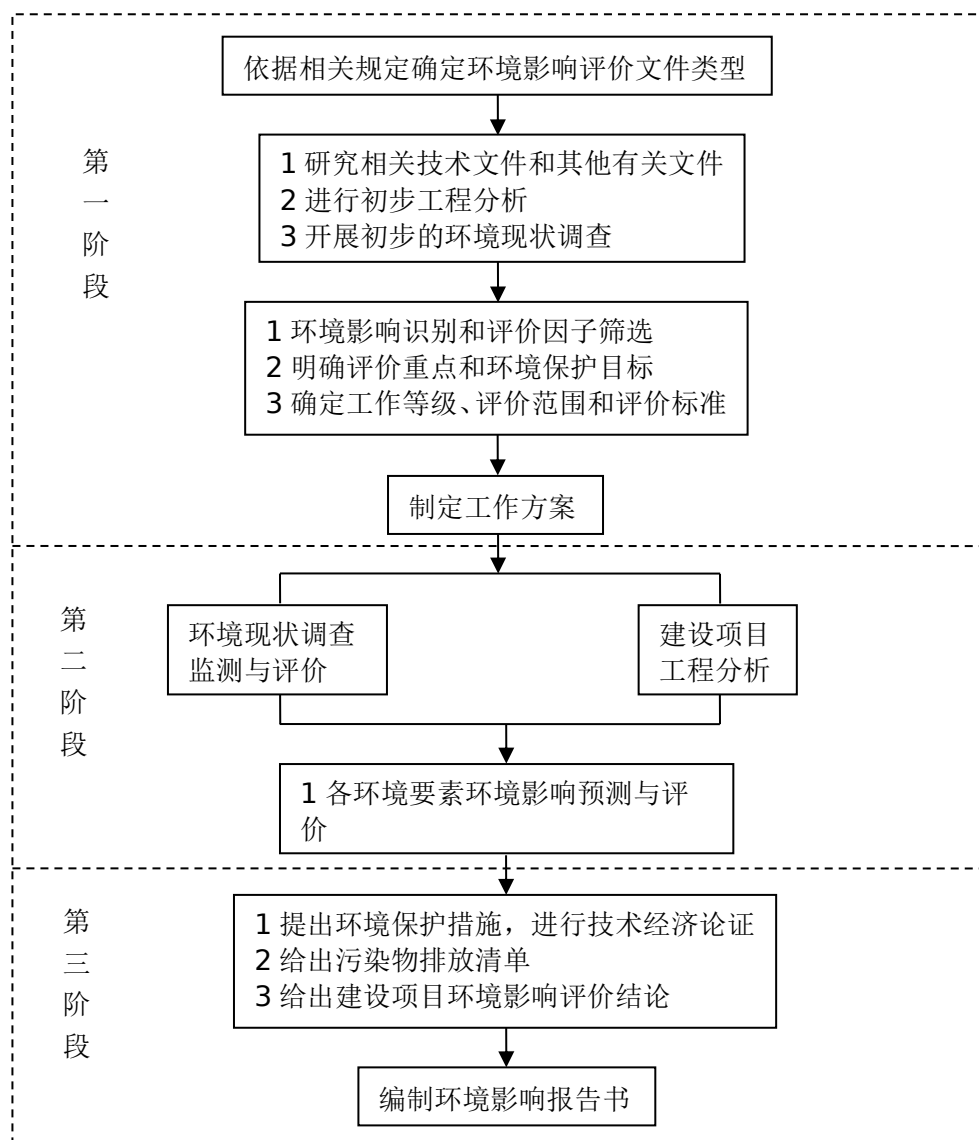 依据相关规定确定环境影响评价文件类型
第一阶段
1 研究相关技术文件和其他有关文件
2 进行初步工程分析
3 开展初步的环境现状调查
1 环境影响识别和评价因子筛选
2 明确评价重点和环境保护目标
3 确定工作等级、评价范围和评价标准
制定工作方案
第二阶段
环境现状调查
监测与评价
建设项目
工程分析
1 各环境要素环境影响预测与评
价
第三阶段
1 提出环境保护措施，进行技术经济论证
2 给出污染物排放清单
3 给出建设项目环境影响评价结论
编制环境影响报告书